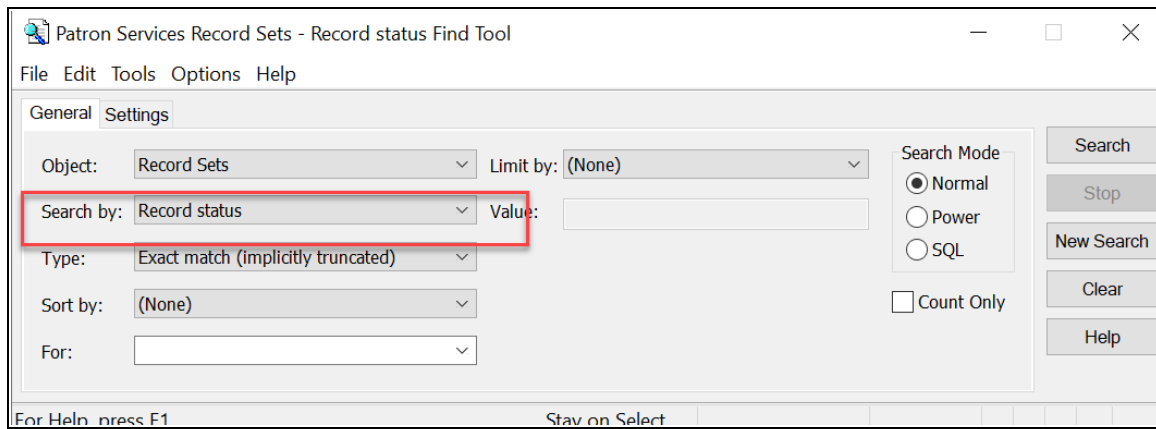 Patron Services Record Sets - Record status Find Tool
File Edit Tools Options Help
General Settings
Object: Record Sets Limit by: (None)
Search by: Record status Value:
Type: Exact match (implicitly truncated)
Sort by: (None)
For:
Search Mode
Normal
Power
SQL
Count Only
Search
Stop
New Search
Clear
Help
For Help, press F1 Stay on Select